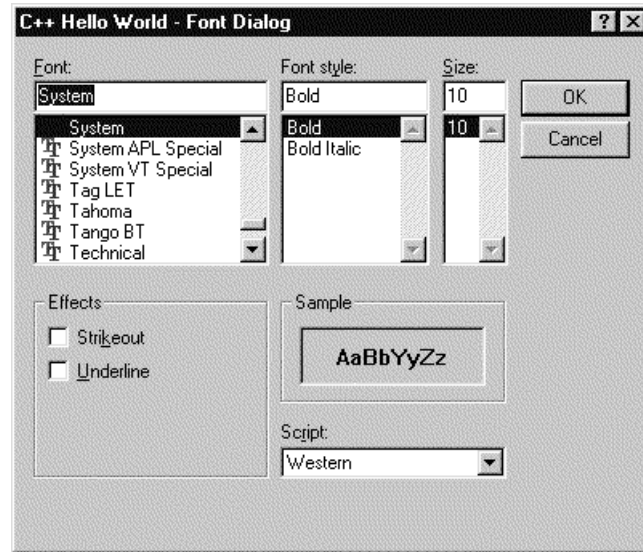 C++ Hello World - Font Dialog
Font:
System
System
System APL Special
System VT Special
Tag LET
Tahoma
Tango BT
Technical
Font style:
Bold
Bold
Bold Italic
Size:
10
10
OK
Cancel
Effects
Strikeout
Underline
Sample
AaBbYyZz
Script:
Western